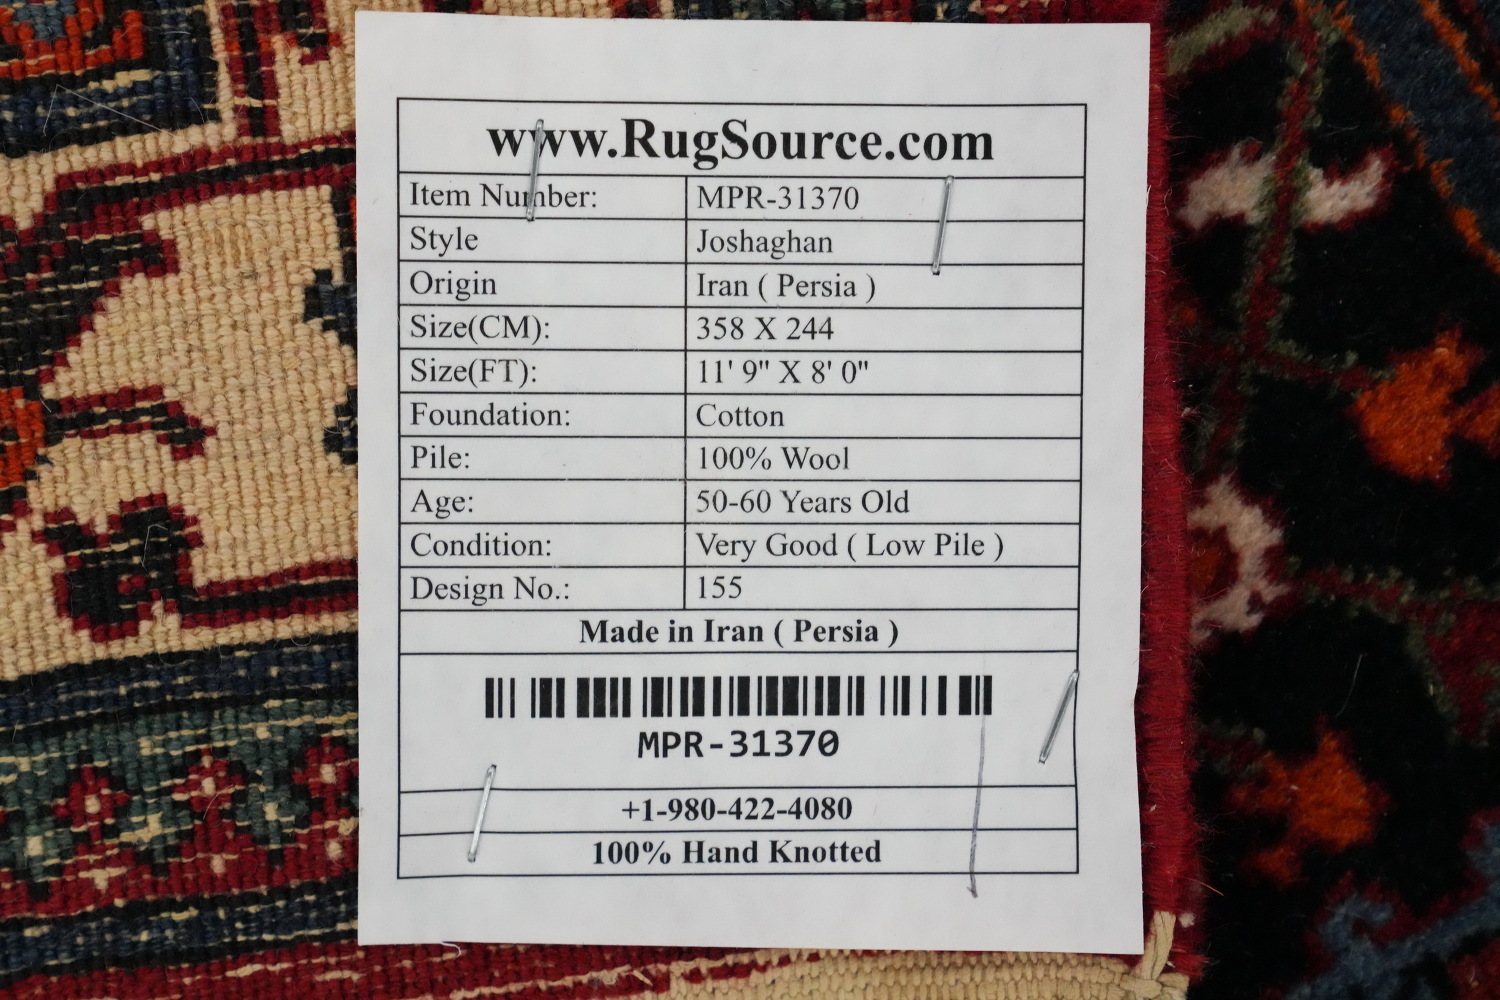 www.RugSource.com
Item Number: MPR-31370
Style Joshaghan
Origin Iran ( Persia )
Size(CM): 358 X 244
Size(FT): 11' 9" X 8' 0"
Foundation: Cotton
Pile: 100% Wool
Age: 50-60 Years Old
Condition: Very Good ( Low Pile )
Design No.: 155
Made in Iran ( Persia )
MPR-31370
+1-980-422-4080
100% Hand Knotted